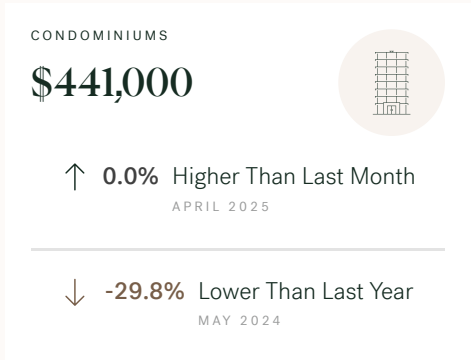 CONDOMINIUMS
$441,000
0.0% Higher Than Last Month
APRIL 2025
-29.8% Lower Than Last Year
MAY 2024